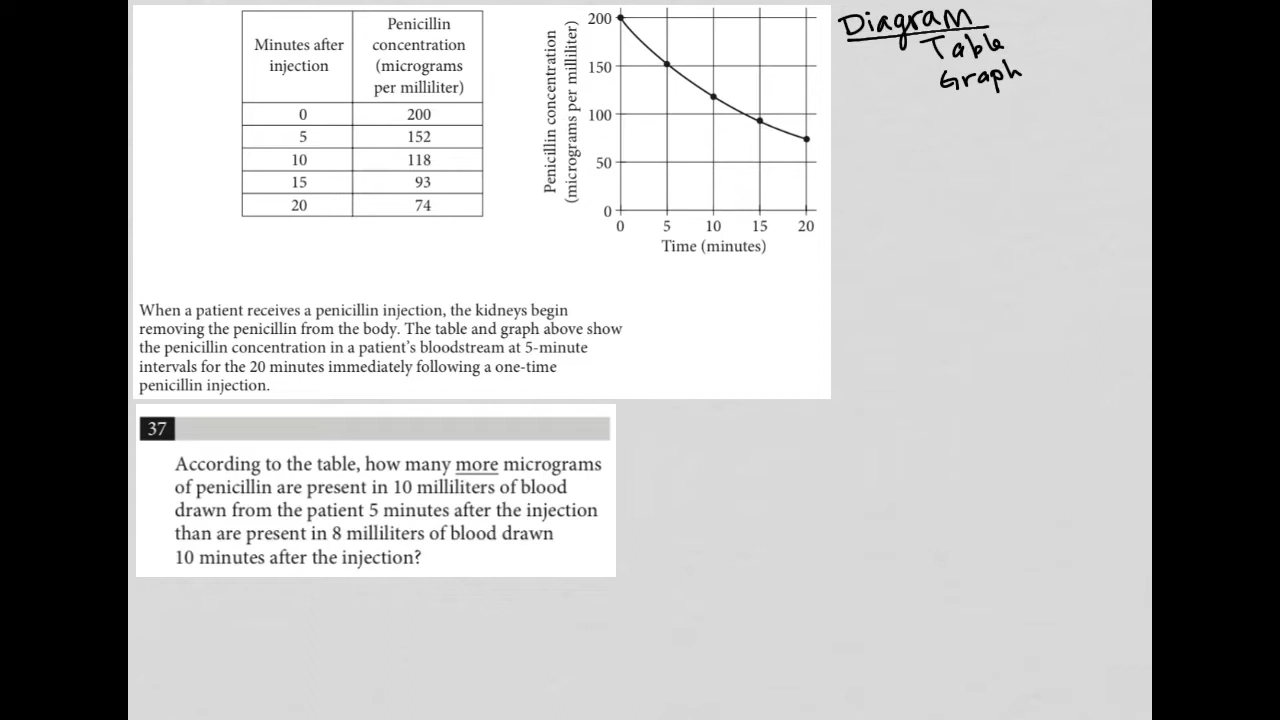 Minutes after
injection
Penicillin
concentration
(micrograms
per milliliter)
0 200
5 152
10 118
15 93
20 74
Penicillin concentration
(micrograms per milliliter)
200
150
100
50
0
0 5 10 15 20
Time (minutes)
Diagram
Table
Graph
When a patient receives a penicillin injection, the kidneys begin
removing the penicillin from the body. The table and graph above show
the penicillin concentration in a patient's bloodstream at 5-minute
intervals for the 20 minutes immediately following a one-time
penicillin injection.
37
According to the table, how many more micrograms
of penicillin are present in 10 milliliters of blood
drawn from the patient 5 minutes after the injection
than are present in 8 milliliters of blood drawn
10 minutes after the injection?